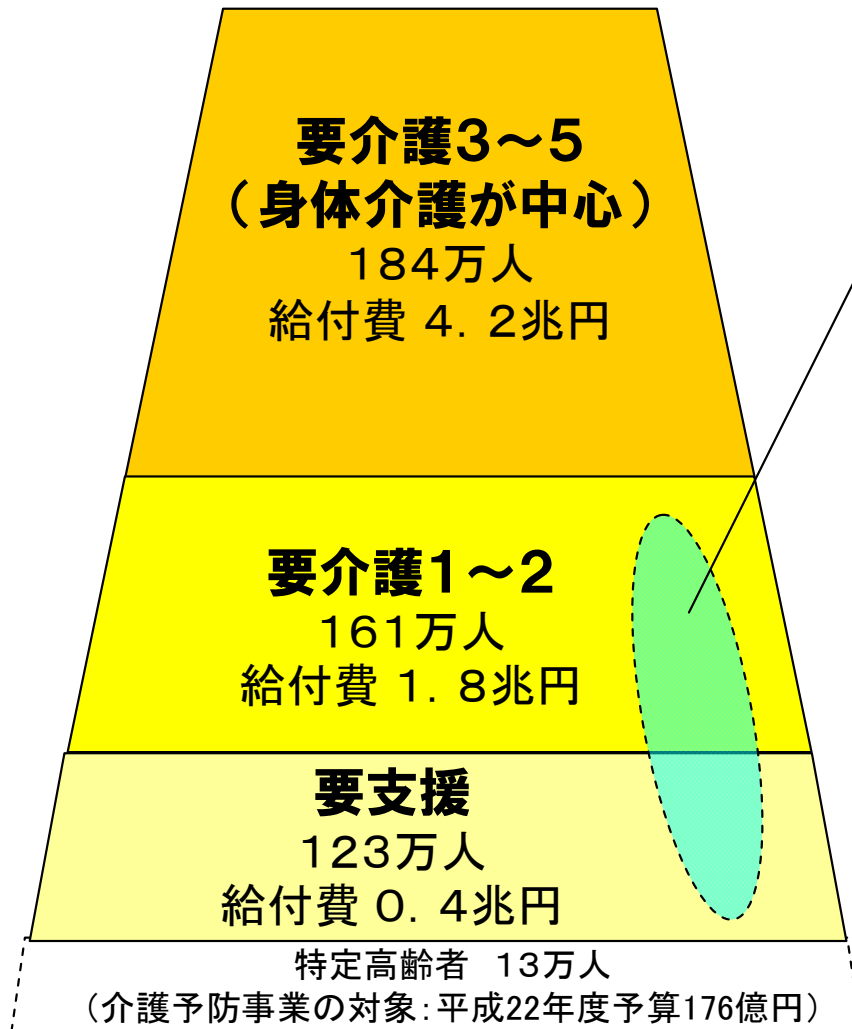 要介護3～5
（身体介護が中心）
184万人
給付費 4．2兆円
要介護1～2
161万人
給付費 1．8兆円
要支援
123万人
給付費 0．4兆円
特定高齢者　13万人
（介護予防事業の対象：平成22年度予算176億円）